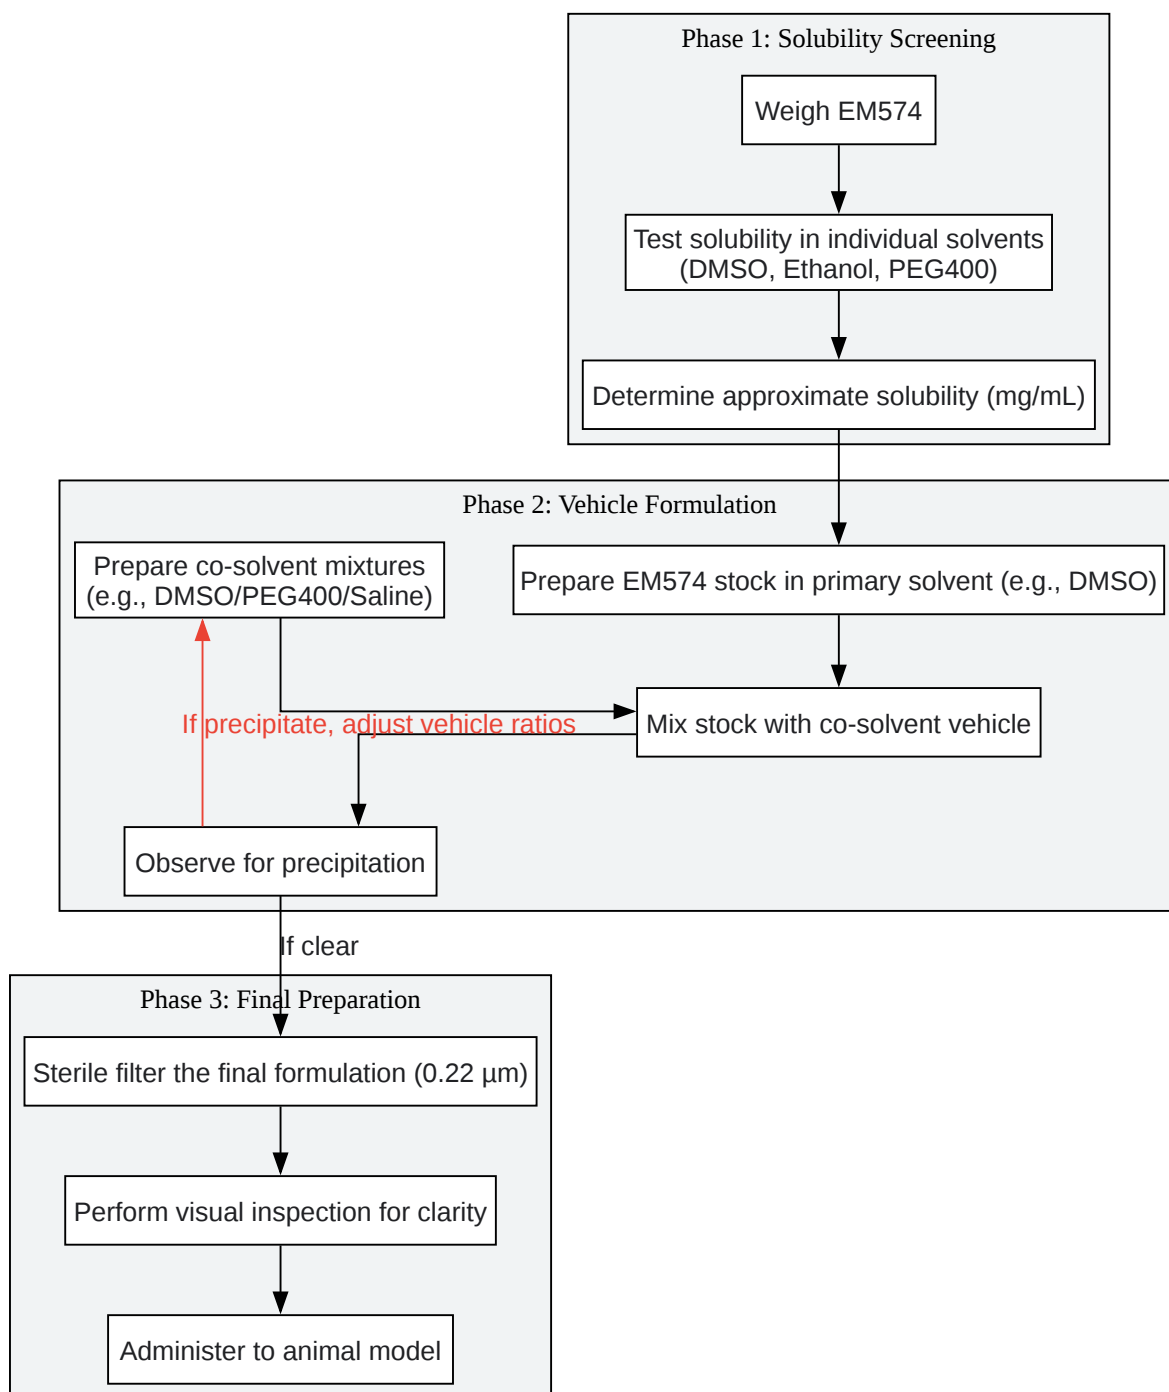 Phase 1: Solubility Screening
Weigh EM574
Test solubility in individual solvents
(DMSO, Ethanol, PEG400)
Determine approximate solubility (mg/mL)
Phase 2: Vehicle Formulation
Prepare co-solvent mixtures
(e.g., DMSO/PEG400/Saline)
Prepare EM574 stock in primary solvent (e.g., DMSO)
If precipitate, adjust vehicle ratios
Mix stock with co-solvent vehicle
Observe for precipitation
If clear
Phase 3: Final Preparation
Sterile filter the final formulation (0.22 µm)
Perform visual inspection for clarity
Administer to animal model